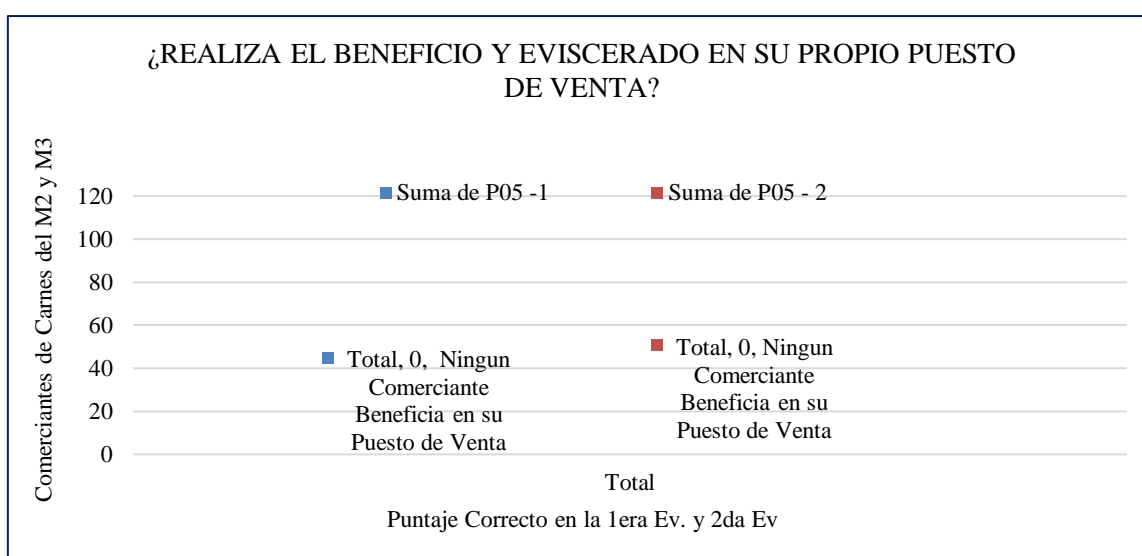 ¿REALIZA EL BENEFICIO Y EVISCERADO EN SU PROPIO PUESTO
DE VENTA?
Comerciantes de Carnes del M2 y M3
Suma de P05 -1
Suma de P05 - 2
120
100
80
60
40
20
0
Total, 0, Ningun
Comerciante
Beneficia en su
Puesto de Venta
Total, 0, Ningun
Comerciante
Beneficia en su
Puesto de Venta
Total
Puntaje Correcto en la 1era Ev. y 2da Ev